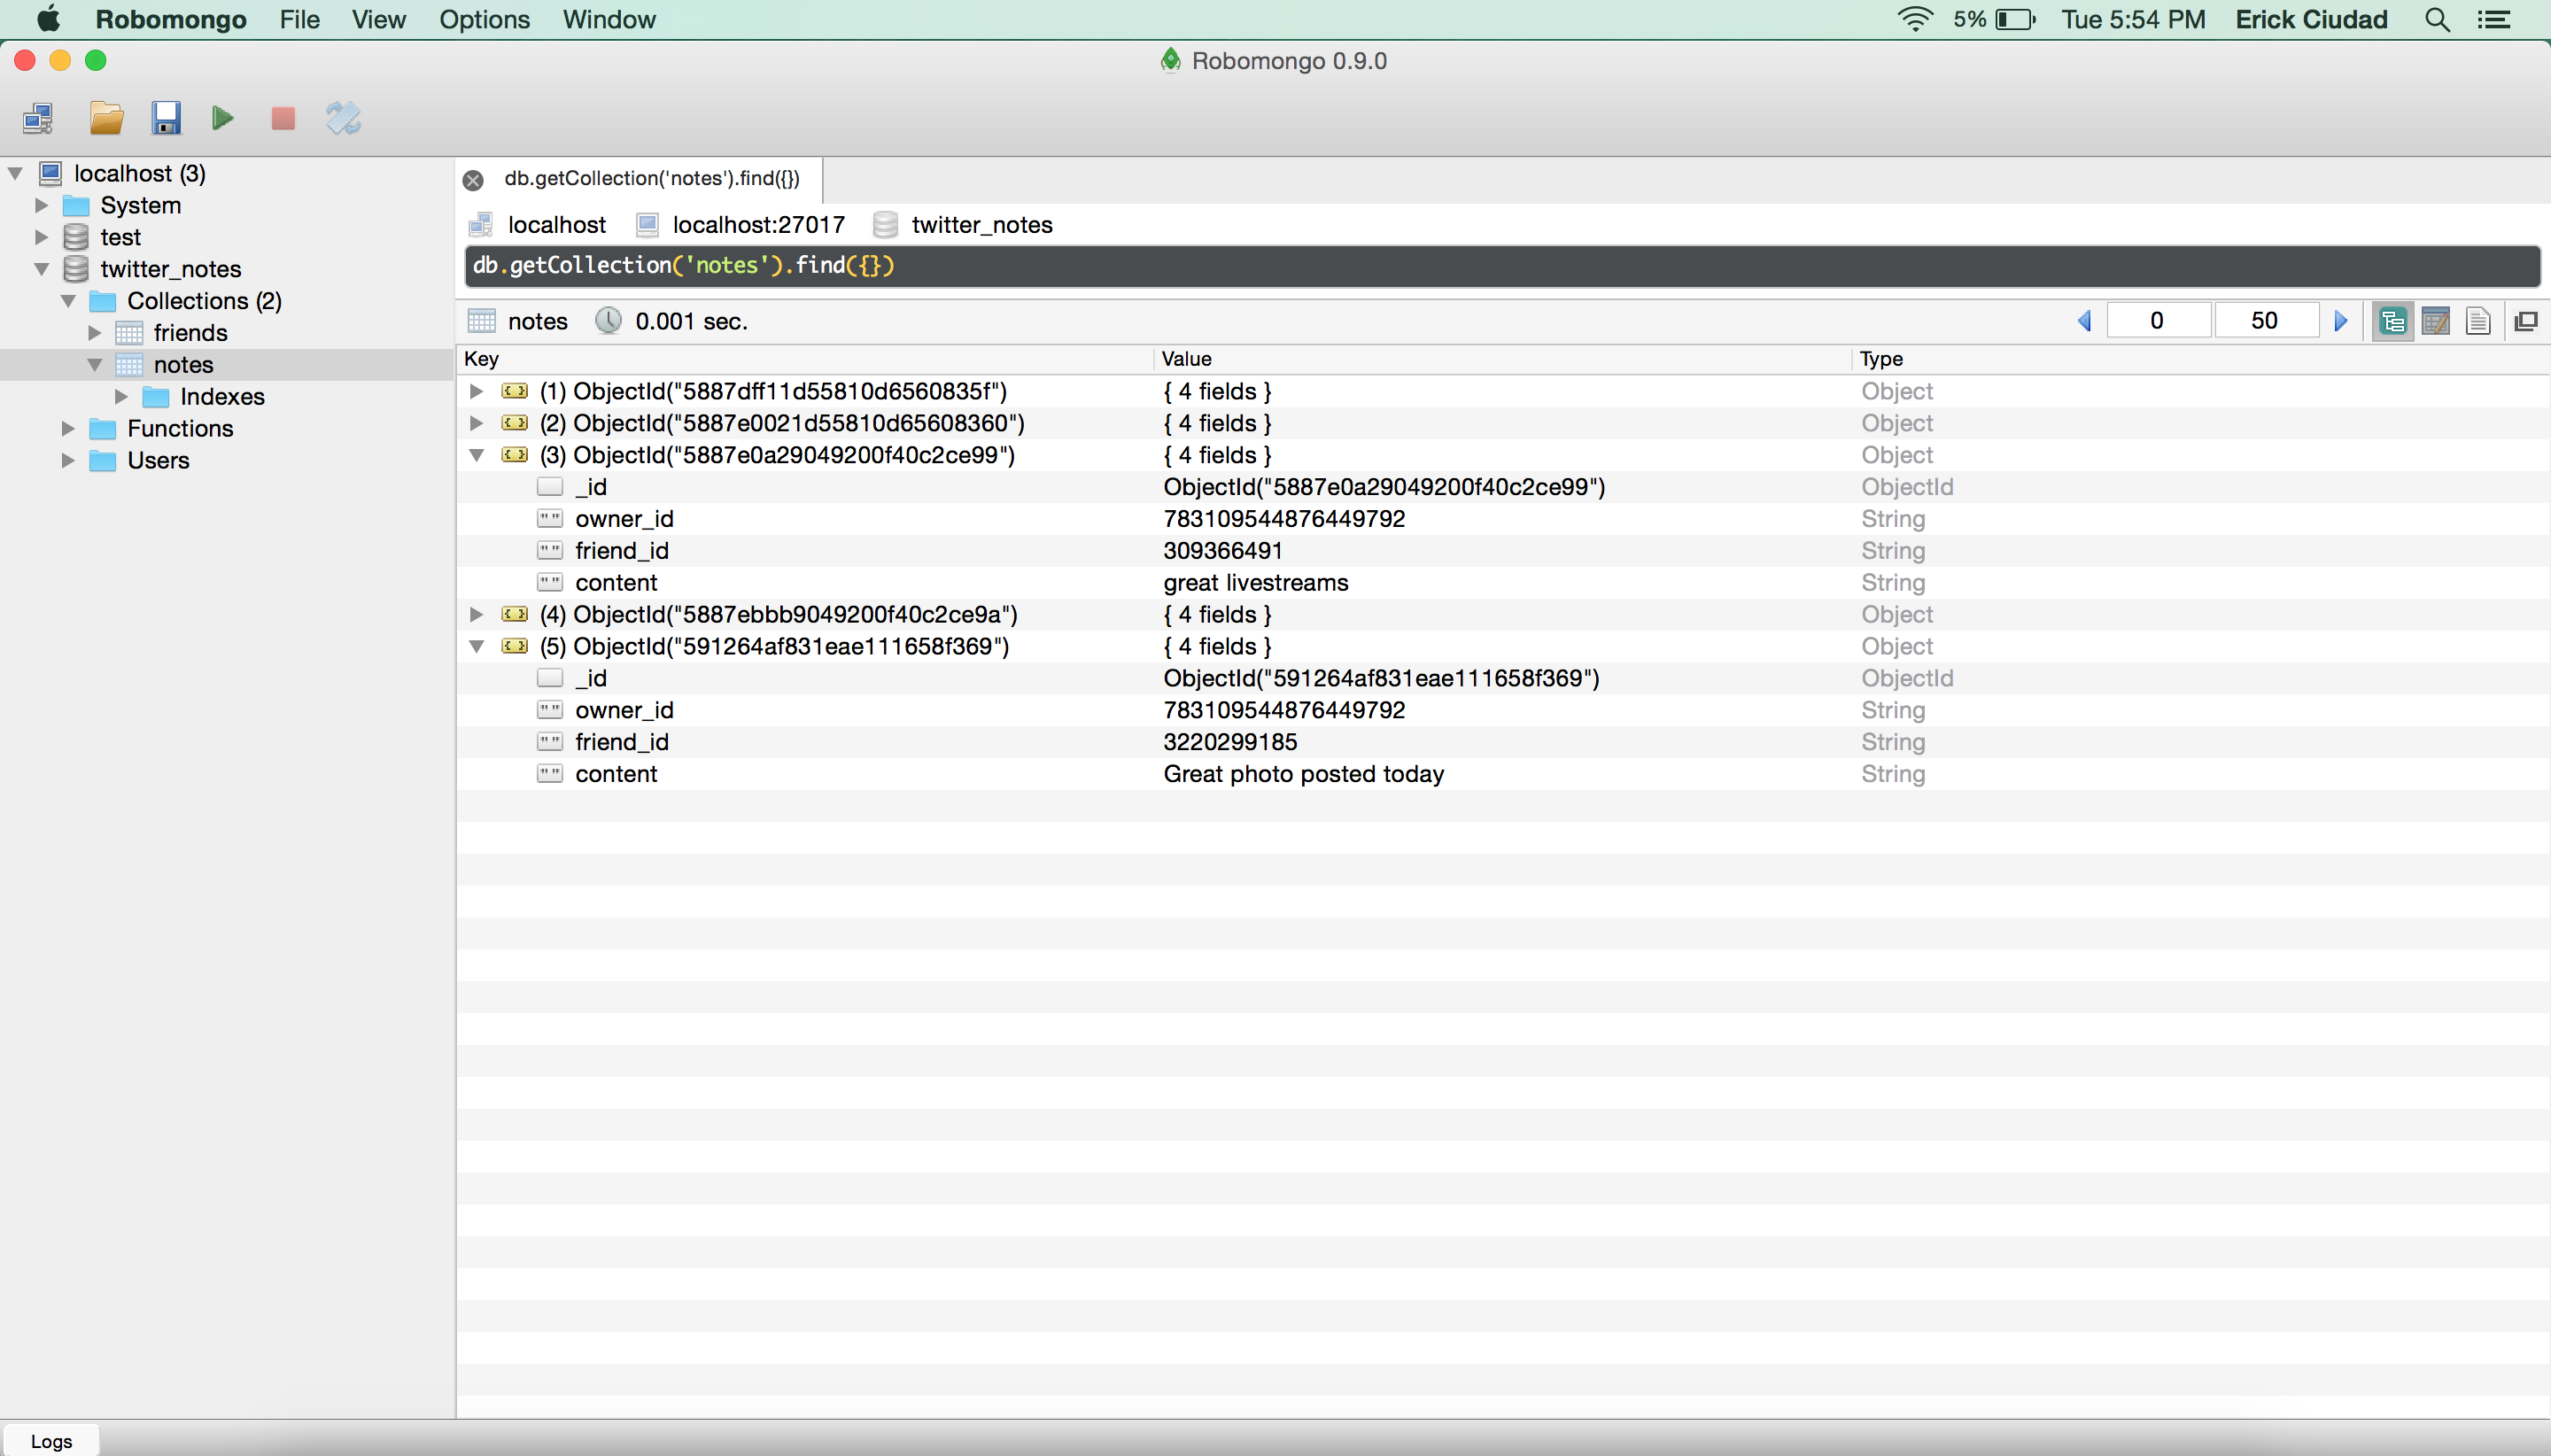 Robomongo File View Options Window 5% Tue 5:54 PM Erick Ciudad
Robomongo 0.9.0
localhost (3)
System
test
twitter_notes
Collections (2)
friends
notes
Indexes
Functions
Users
db.getCollection('notes').find({})
localhost localhost:27017 twitter_notes
db.getCollection('notes').find({})
notes 0.001 sec. 0 50
Key Value Type
(1) ObjectId("5887dff11d55810d6560835f") { 4 fields } Object
(2) ObjectId("5887e0021d55810d65608360") { 4 fields } Object
(3) ObjectId("5887e0a29049200f40c2ce99") { 4 fields } Object
_id ObjectId("5887e0a29049200f40c2ce99") ObjectId
owner_id 783109544876449792 String
friend_id 309366491 String
content great livestreams String
(4) ObjectId("5887ebbb9049200f40c2ce9a") { 4 fields } Object
(5) ObjectId("591264af831eae111658f369") { 4 fields } Object
_id ObjectId("591264af831eae111658f369") ObjectId
owner_id 783109544876449792 String
friend_id 3220299185 String
content Great photo posted today String
Logs